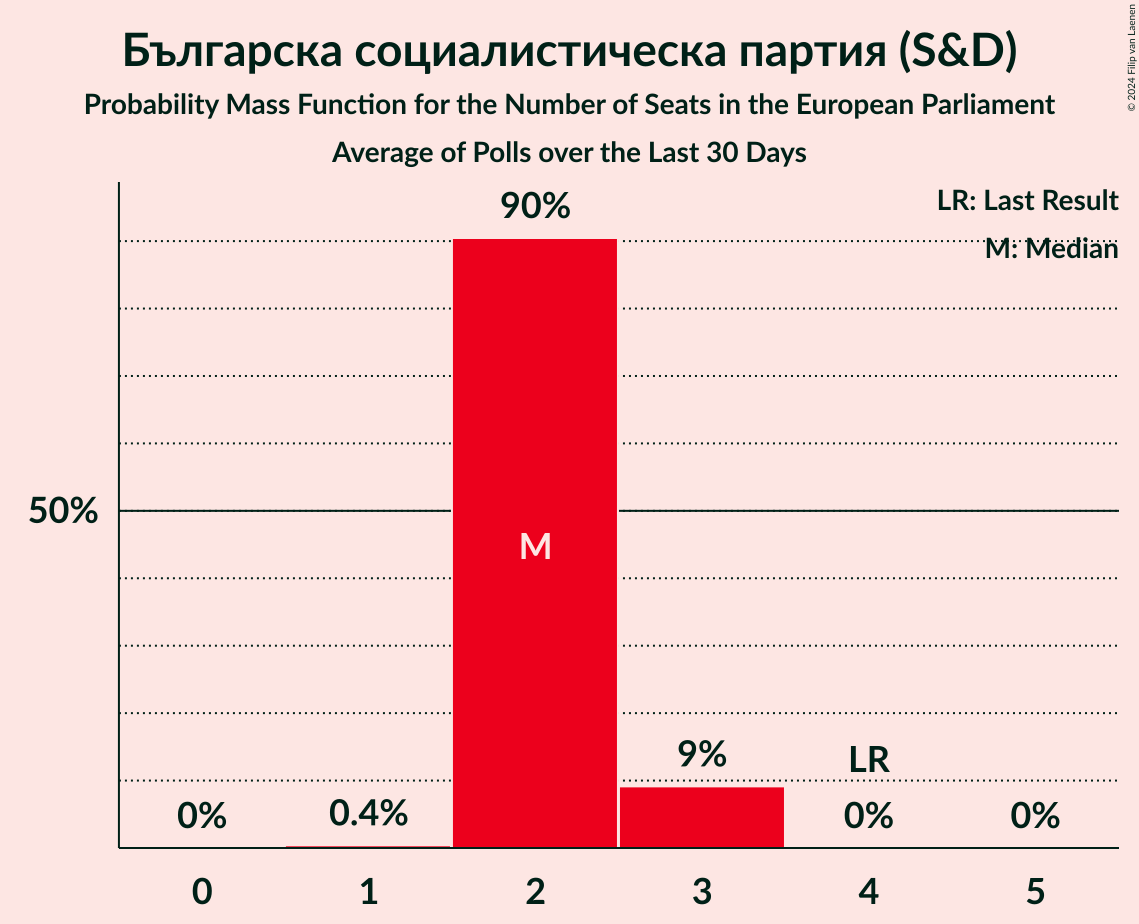 Българска социалистическа партия (S&D)
Probability Mass Function for the Number of Seats in the European Parliament
Average of Polls over the Last 30 Days
© 2024 Filip van Laenen
LR: Last Result
M: Median
90%
50%
M
9%
LR
0%
0.4%
0%
0%
0
1
2
3
4
5